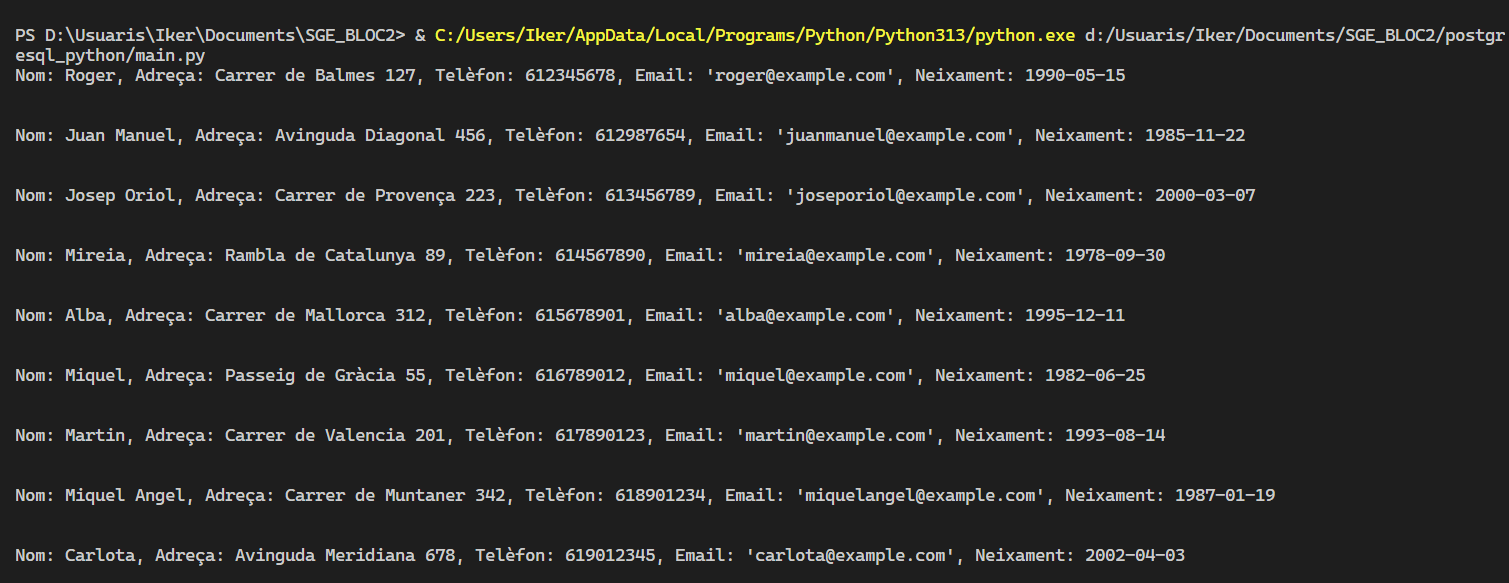 PS D:\Usuaris\Iker\Documents\SGE_BLOC2> & C:/Users/Iker/AppData/Local/Programs/Python/Python313/python.exe d:/Usuaris/Iker/Documents/SGE_BLOC2/postgr
esql_python/main.py
Nom: Roger, Adreça: Carrer de Balmes 127, Telèfon: 612345678, Email: 'roger@example.com', Neixament: 1990-05-15
Nom: Juan Manuel, Adreça: Avinguda Diagonal 456, Telèfon: 612987654, Email: 'juanmanuel@example.com', Neixament: 1985-11-22
Nom: Josep Oriol, Adreça: Carrer de Provença 223, Telèfon: 613456789, Email: 'joseporiol@example.com', Neixament: 2000-03-07
Nom: Mireia, Adreça: Rambla de Catalunya 89, Telèfon: 614567890, Email: 'mireia@example.com', Neixament: 1978-09-30
Nom: Alba, Adreça: Carrer de Mallorca 312, Telèfon: 615678901, Email: 'alba@example.com', Neixament: 1995-12-11
Nom: Miquel, Adreça: Passeig de Gràcia 55, Telèfon: 616789012, Email: 'miquel@example.com', Neixament: 1982-06-25
Nom: Martin, Adreça: Carrer de Valencia 201, Telèfon: 617890123, Email: 'martin@example.com', Neixament: 1993-08-14
Nom: Miquel Angel, Adreça: Carrer de Muntaner 342, Telèfon: 618901234, Email: 'miquelangel@example.com', Neixament: 1987-01-19
Nom: Carlota, Adreça: Avinguda Meridiana 678, Telèfon: 619012345, Email: 'carlota@example.com', Neixament: 2002-04-03